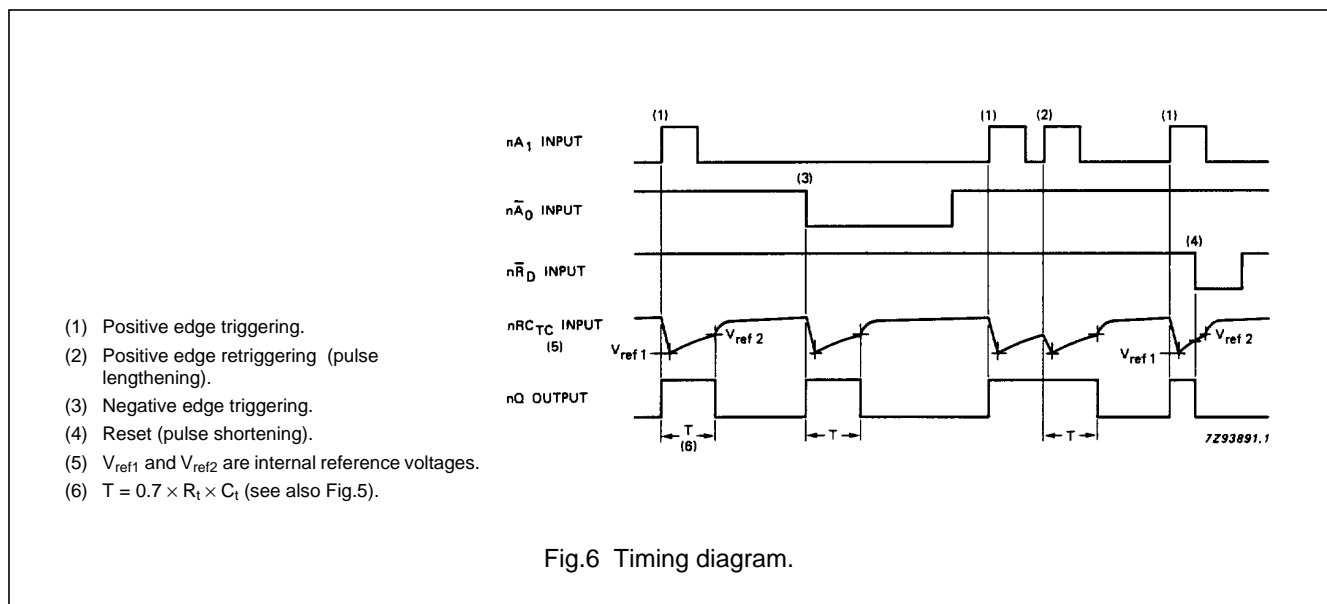 (1) (1) (2) (1)
nA1 INPUT
(3)
nA̅0 INPUT
(4)
nR̅D INPUT
nRCTC INPUT
(5)
Vref 1 Vref 2 Vref 1 Vref 2
nQ OUTPUT
T T T
(6)
7Z93891.1
(1) Positive edge triggering.
(2) Positive edge retriggering (pulse
lengthening).
(3) Negative edge triggering.
(4) Reset (pulse shortening).
(5) Vref1 and Vref2 are internal reference voltages.
(6) T = 0.7 × Rt × Ct (see also Fig.5).
Fig.6 Timing diagram.